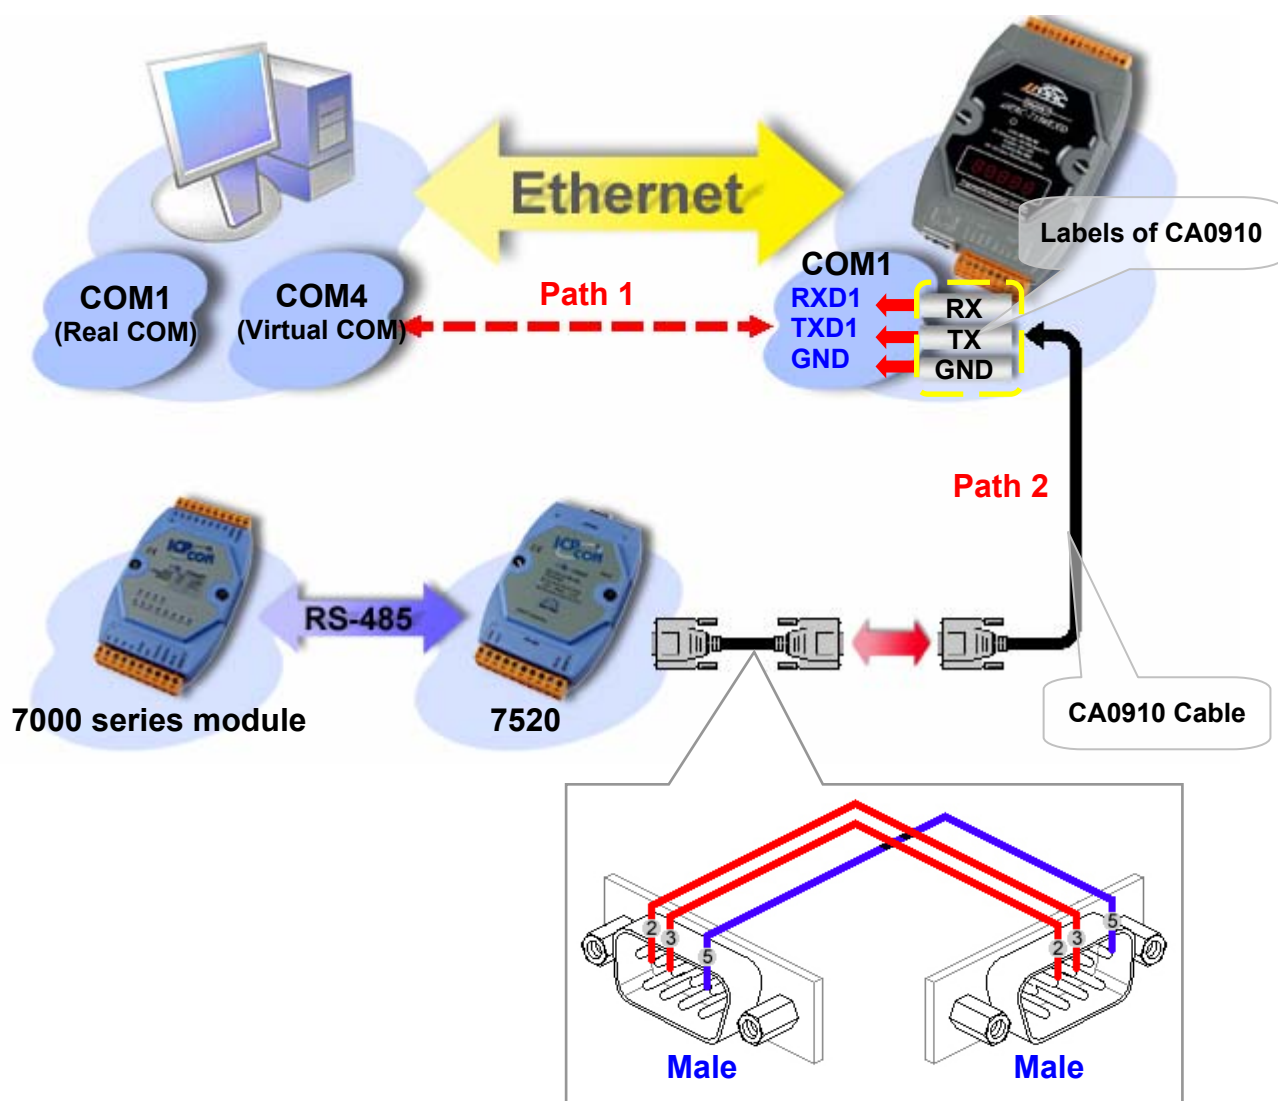 Ethernet
Labels of CA0910
COM1
(Real COM)
COM4
(Virtual COM)
Path 1
COM1
RXD1
TXD1
GND
RX
TX
GND
Path 2
RS-485
7000 series module
7520
CA0910 Cable
2
3
5
2
3
5
Male
Male